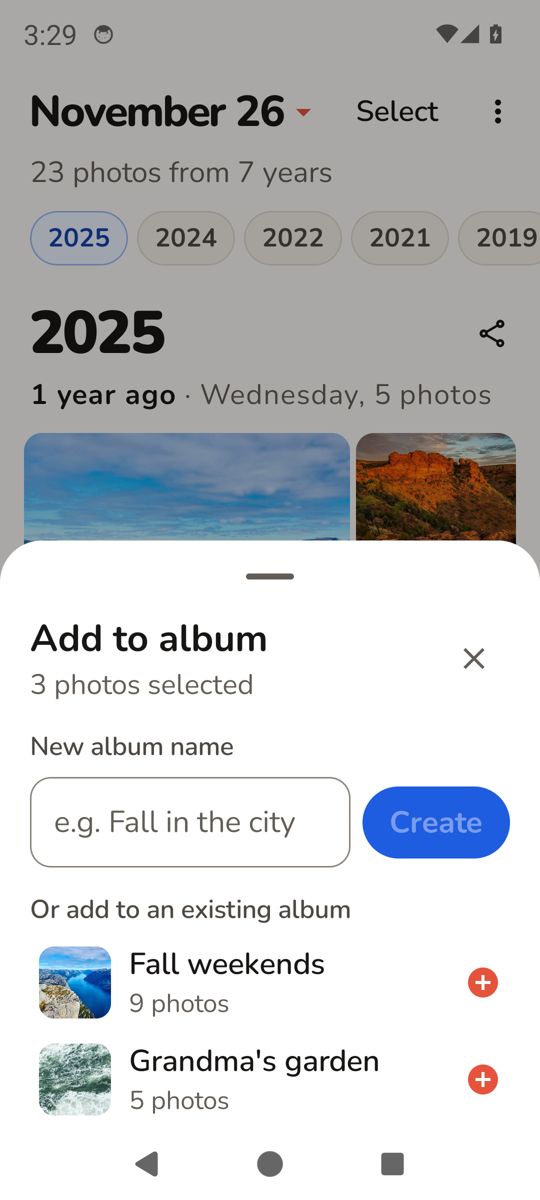 3:29
November 26
Select
23 photos from 7 years
2025
2024
2022
2021
2019
2025
1 year ago · Wednesday, 5 photos
Add to album
3 photos selected
New album name
e.g. Fall in the city
Create
Or add to an existing album
Fall weekends
9 photos
Grandma's garden
5 photos